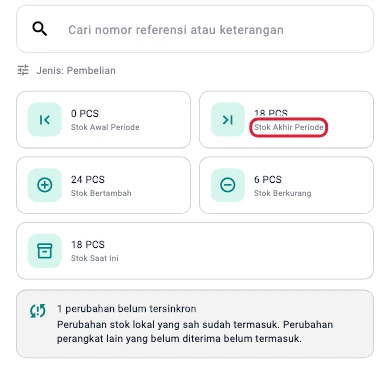 Cari nomor referensi atau keterangan
Jenis: Pembelian
0 PCS
Stok Awal Periode
18 PCS
Stok Akhir Periode
24 PCS
Stok Bertambah
6 PCS
Stok Berkurang
18 PCS
Stok Saat Ini
1 perubahan belum tersinkron
Perubahan stok lokal yang sah sudah termasuk. Perubahan
perangkat lain yang belum diterima belum termasuk.